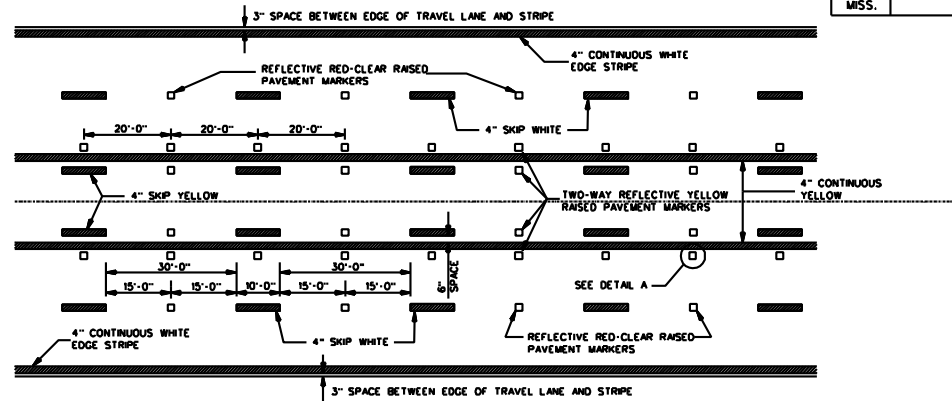 3" SPACE BETWEEN EDGE OF TRAVEL LANE AND STRIPE
MISS.
4" CONTINUOUS WHITE
EDGE STRIPE
REFLECTIVE RED-CLEAR RAISED
PAVEMENT MARKERS
4" SKIP WHITE
20'-0"
20'-0"
20'-0"
4" SKIP YELLOW
TWO-WAY REFLECTIVE YELLOW
RAISED PAVEMENT MARKERS
4" CONTINUOUS
YELLOW
30'-0"
30'-0"
15'-0"
15'-0"
10'-0"
15'-0"
15'-0"
6"
SPACE
SEE DETAIL A
4" CONTINUOUS WHITE
EDGE STRIPE
4" SKIP WHITE
REFLECTIVE RED-CLEAR RAISED
PAVEMENT MARKERS
3" SPACE BETWEEN EDGE OF TRAVEL LANE AND STRIPE